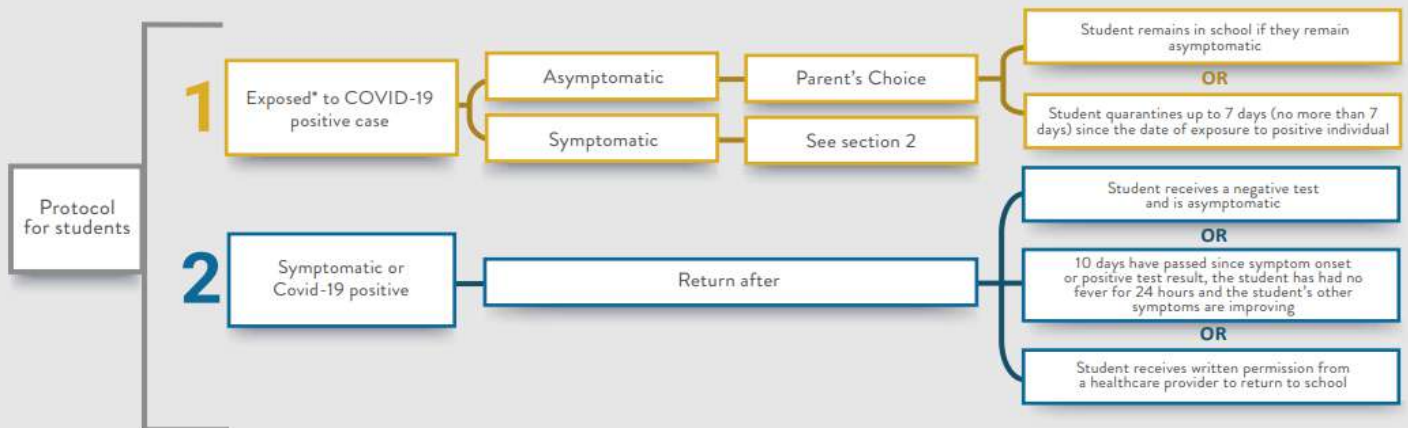 Protocol
for students
1
Exposed* to COVID-19
positive case
Asymptomatic
Parent's Choice
Student remains in school if they remain
asymptomatic
OR
Student quarantines up to 7 days (no more than 7
days) since the date of exposure to positive individual
Symptomatic
See section 2
2
Symptomatic or
Covid-19 positive
Return after
Student receives a negative test
and is asymptomatic
OR
10 days have passed since symptom onset
or positive test result, the student has had no
fever for 24 hours and the student's other
symptoms are improving
OR
Student receives written permission from
a healthcare provider to return to school